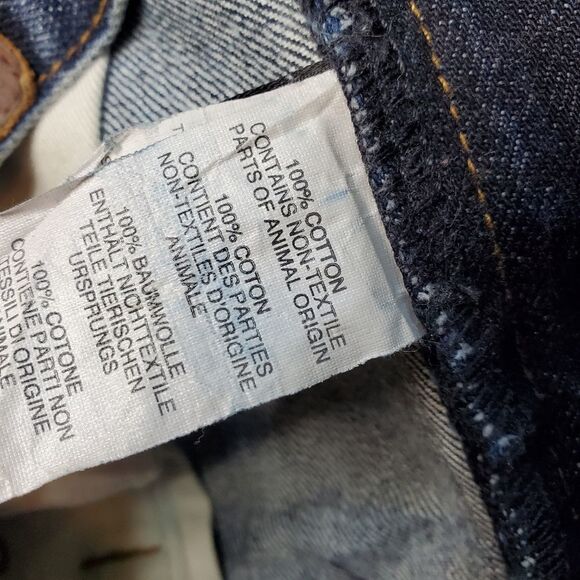 100% COTTON
CONTAINS NON-TEXTILE
PARTS OF ANIMAL ORIGIN
100% COTON
CONTIENT DES PARTIES
NON-TEXTILES D'ORIGINE
ANIMALE
100% BAUMWOLLE
ENTHÄLT NICHTTEXTILE
TEILE TIERISCHEN
URSPRUNGS
100% COTONE
CONTIENE PARTI NON
TESSILI DI ORIGINE